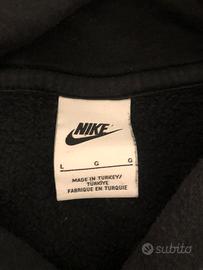 NIKE
L G G
MADE IN TURKEY/
TÜRKIYE
FABRIQUE EN TURQUIE
subito